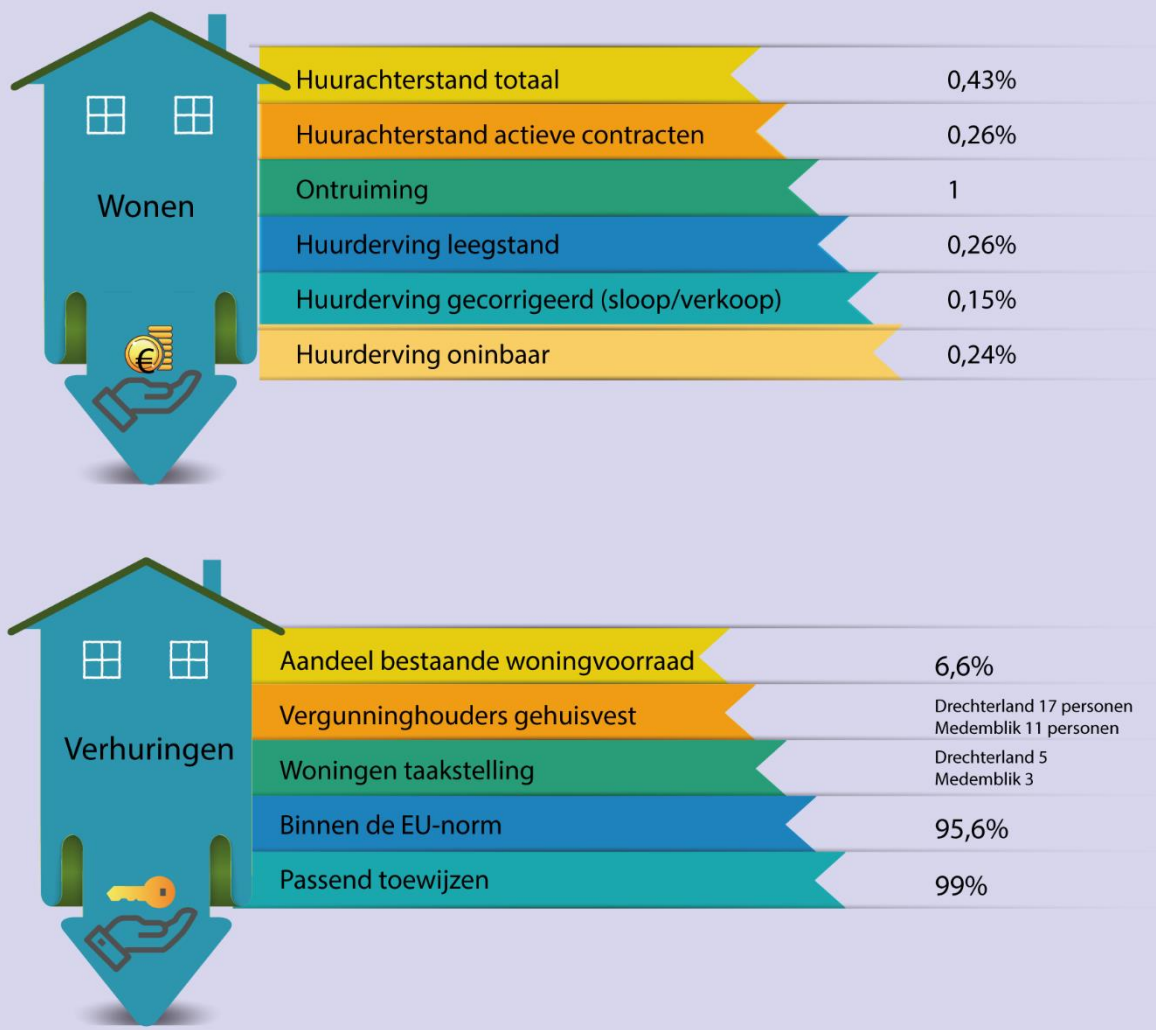 Wonen
Huurachterstand totaal 0,43%
Huurachterstand actieve contracten 0,26%
Ontruiming 1
Huurderving leegstand 0,26%
Huurderving gecorrigeerd (sloop/verkoop) 0,15%
Huurderving oninbaar 0,24%
€
Verhuringen
Aandeel bestaande woningvoorraad 6,6%
Vergunninghouders gehuisvest Drechterland 17 personen
Medemblik 11 personen
Woningen taakstelling Drechterland 5
Medemblik 3
Binnen de EU-norm 95,6%
Passend toewijzen 99%